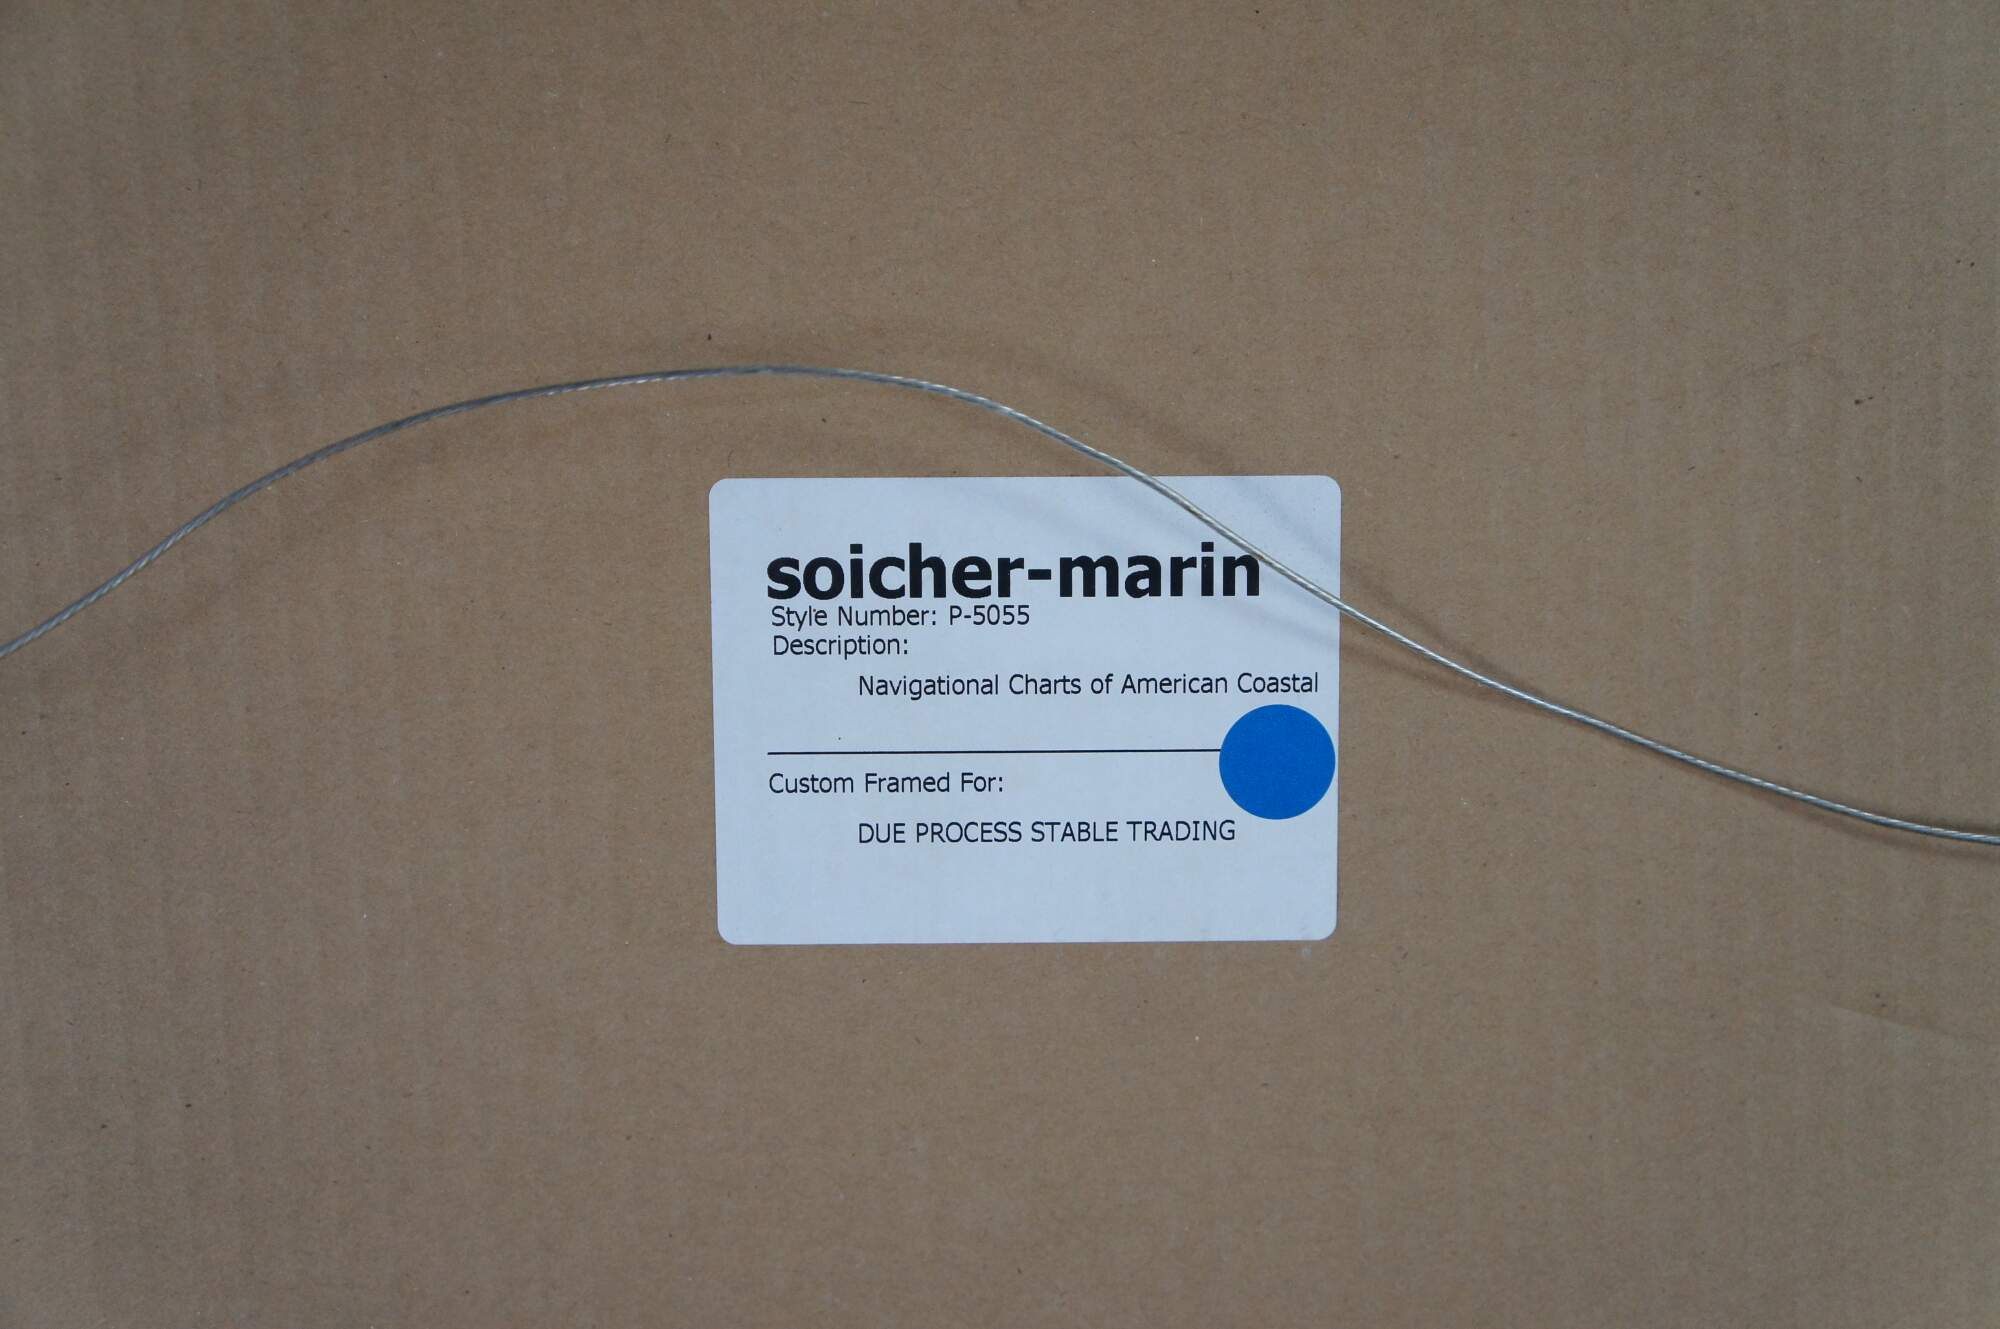 soicher-marin
Style Number: P-5055
Description:
Navigational Charts of American Coastal
Custom Framed For:
DUE PROCESS STABLE TRADING